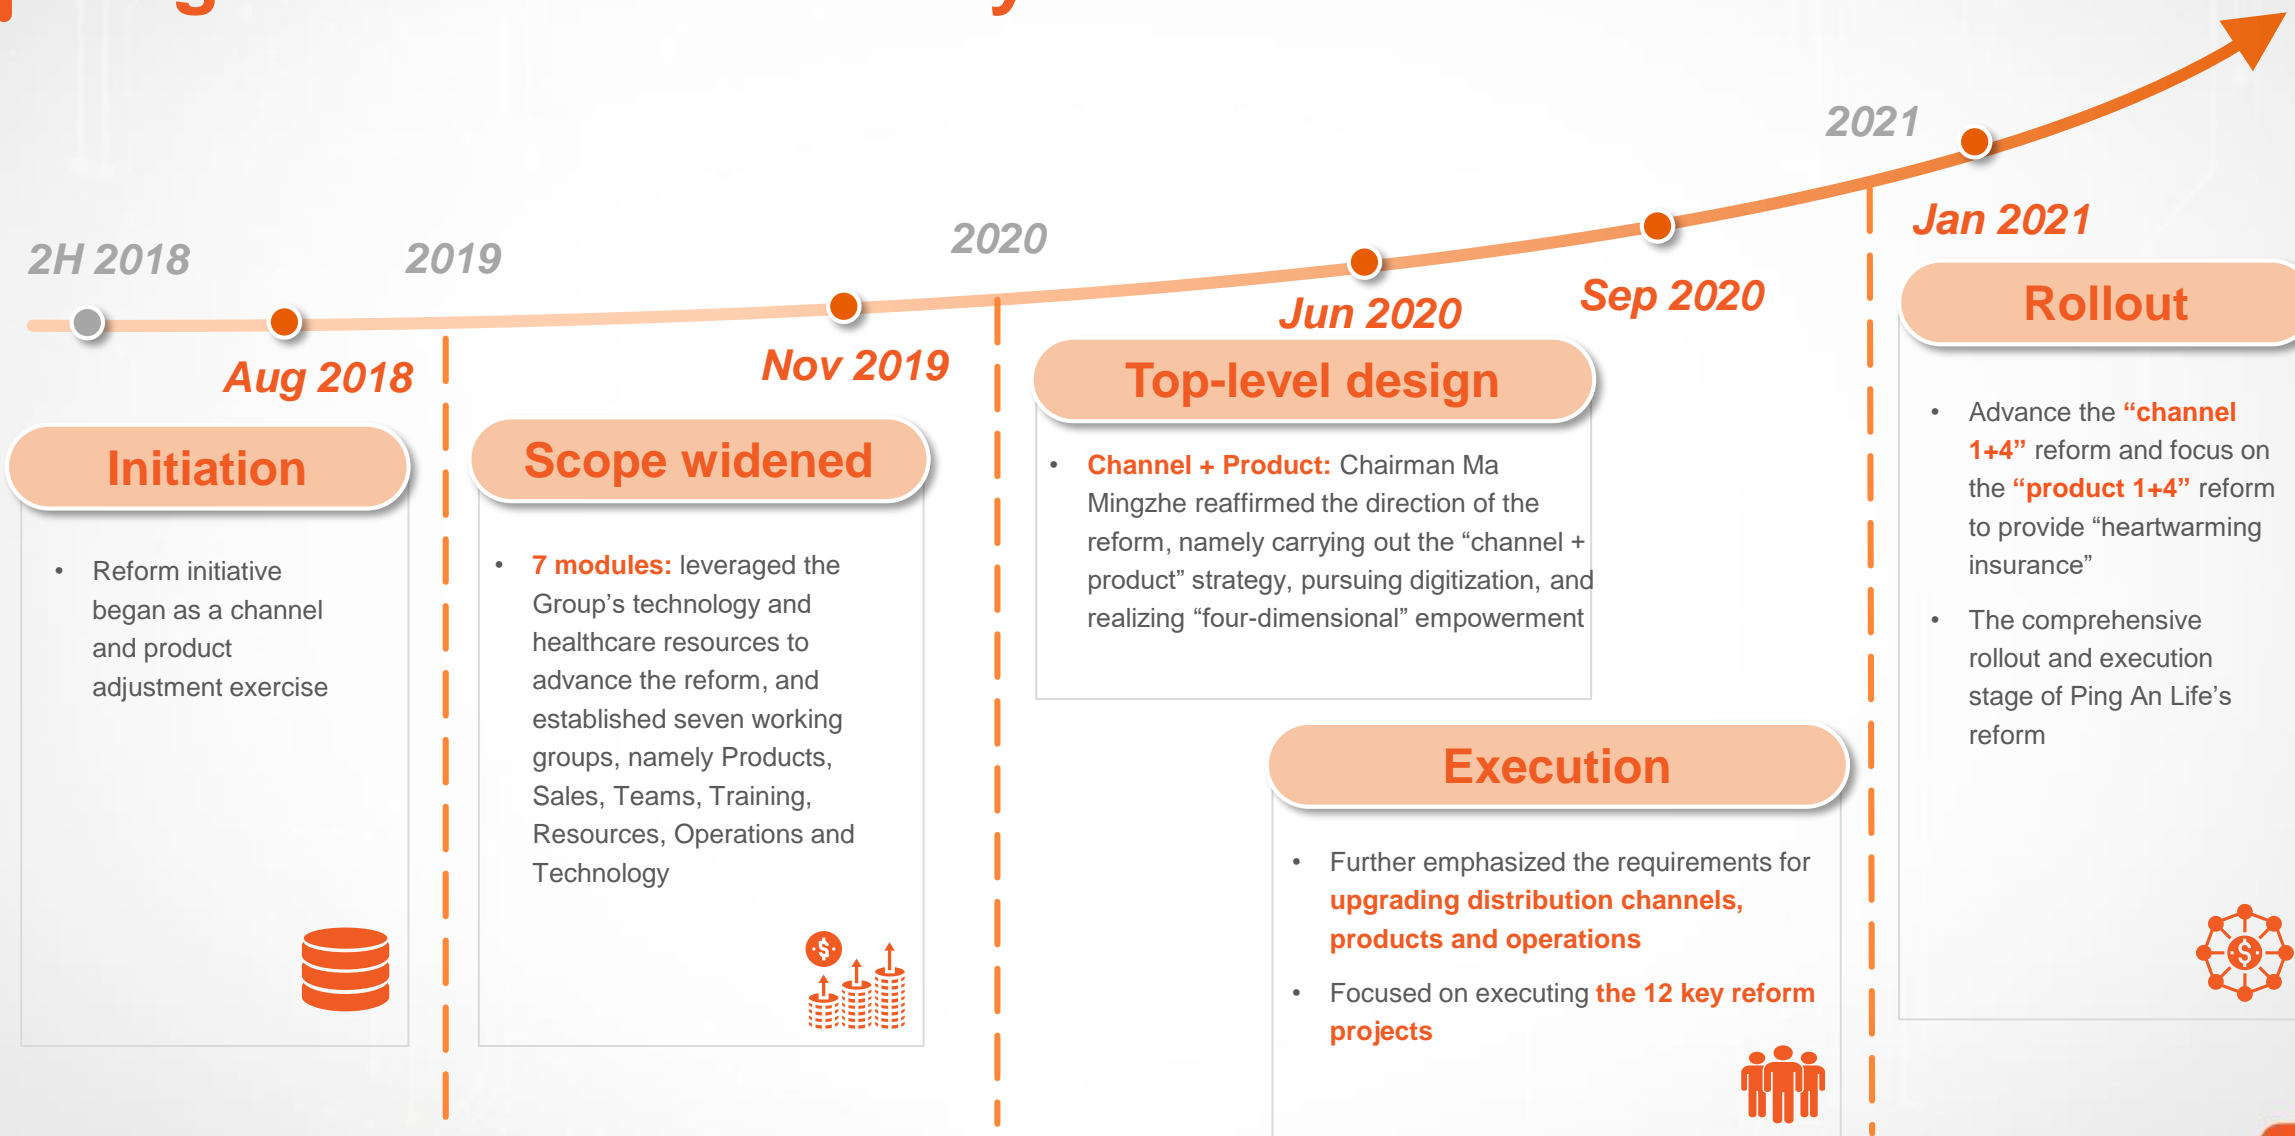 2H 2018
2019
2020
2021
Aug 2018
Nov 2019
Jun 2020
Sep 2020
Jan 2021
Initiation
• Reform initiative
began as a channel
and product
adjustment exercise
Scope widened
• 7 modules: leveraged the
Group’s technology and
healthcare resources to
advance the reform, and
established seven working
groups, namely Products,
Sales, Teams, Training,
Resources, Operations and
Technology
$
Top-level design
• Channel + Product: Chairman Ma
Mingzhe reaffirmed the direction of the
reform, namely carrying out the “channel +
product” strategy, pursuing digitization, and
realizing “four-dimensional” empowerment
Execution
• Further emphasized the requirements for
upgrading distribution channels,
products and operations
• Focused on executing the 12 key reform
projects
Rollout
• Advance the “channel
1+4” reform and focus on
the “product 1+4” reform
to provide “heartwarming
insurance”
• The comprehensive
rollout and execution
stage of Ping An Life’s
reform
$